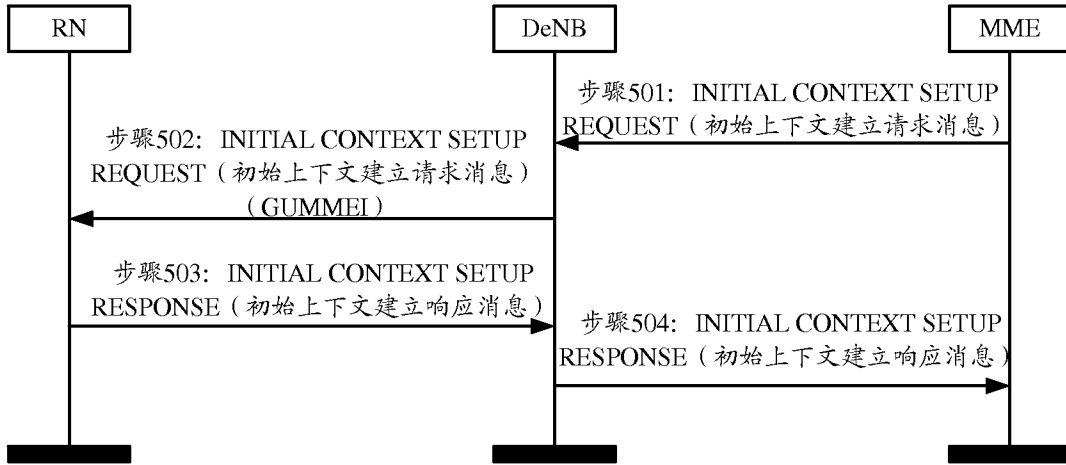 RN
DeNB
MME
步骤501：INITIAL CONTEXT SETUP
REQUEST（初始上下文建立请求消息）
步骤502：INITIAL CONTEXT SETUP
REQUEST（初始上下文建立请求消息）
（GUMMEI）
步骤503：INITIAL CONTEXT SETUP
RESPONSE（初始上下文建立响应消息）
步骤504：INITIAL CONTEXT SETUP
RESPONSE（初始上下文建立响应消息）